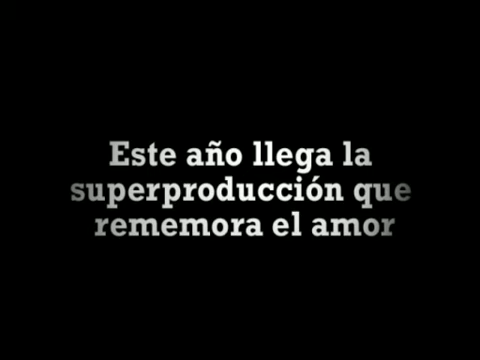 Este año llega la
superproducción que
rememora el amor